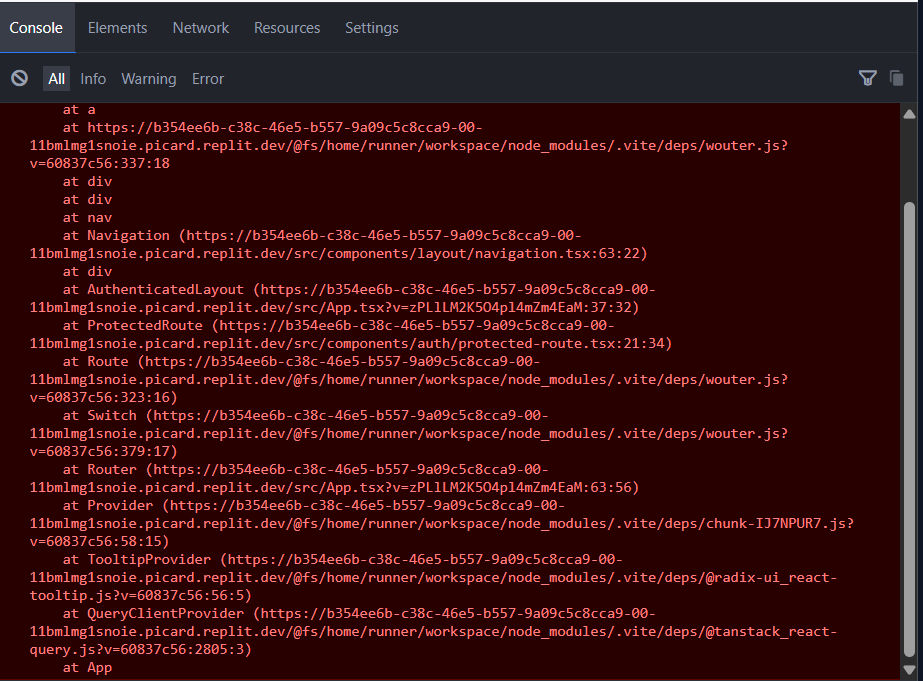 Console Elements Network Resources Settings
All Info Warning Error
at a
at https://b354ee6b-c38c-46e5-b557-9a09c5c8cca9-00-
11bmlmg1snoie.picard.replit.dev/@fs/home/runner/workspace/node_modules/.vite/deps/wouter.js?
v=60837c56:337:18
at div
at div
at nav
at Navigation (https://b354ee6b-c38c-46e5-b557-9a09c5c8cca9-00-
11bmlmg1snoie.picard.replit.dev/src/components/layout/navigation.tsx:63:22)
at div
at AuthenticatedLayout (https://b354ee6b-c38c-46e5-b557-9a09c5c8cca9-00-
11bmlmg1snoie.picard.replit.dev/src/App.tsx?v=zPLlLM2K5O4pl4mZm4EaM:37:32)
at ProtectedRoute (https://b354ee6b-c38c-46e5-b557-9a09c5c8cca9-00-
11bmlmg1snoie.picard.replit.dev/src/components/auth/protected-route.tsx:21:34)
at Route (https://b354ee6b-c38c-46e5-b557-9a09c5c8cca9-00-
11bmlmg1snoie.picard.replit.dev/@fs/home/runner/workspace/node_modules/.vite/deps/wouter.js?
v=60837c56:323:16)
at Switch (https://b354ee6b-c38c-46e5-b557-9a09c5c8cca9-00-
11bmlmg1snoie.picard.replit.dev/@fs/home/runner/workspace/node_modules/.vite/deps/wouter.js?
v=60837c56:379:17)
at Router (https://b354ee6b-c38c-46e5-b557-9a09c5c8cca9-00-
11bmlmg1snoie.picard.replit.dev/src/App.tsx?v=zPLlLM2K5O4pl4mZm4EaM:63:56)
at Provider (https://b354ee6b-c38c-46e5-b557-9a09c5c8cca9-00-
11bmlmg1snoie.picard.replit.dev/@fs/home/runner/workspace/node_modules/.vite/deps/chunk-IJ7NPUR7.js?
v=60837c56:58:15)
at TooltipProvider (https://b354ee6b-c38c-46e5-b557-9a09c5c8cca9-00-
11bmlmg1snoie.picard.replit.dev/@fs/home/runner/workspace/node_modules/.vite/deps/@radix-ui_react-
tooltip.js?v=60837c56:56:5)
at QueryClientProvider (https://b354ee6b-c38c-46e5-b557-9a09c5c8cca9-00-
11bmlmg1snoie.picard.replit.dev/@fs/home/runner/workspace/node_modules/.vite/deps/@tanstack_react-
query.js?v=60837c56:2805:3)
at App